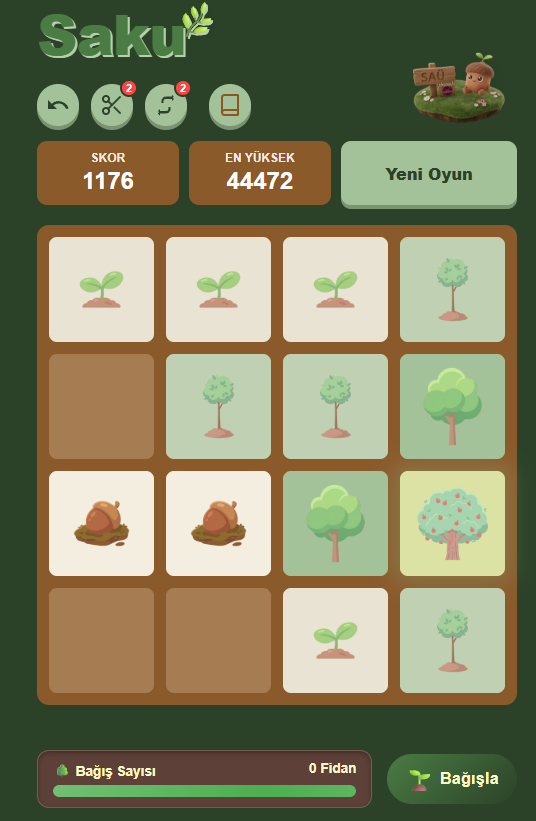 Saku
SAÜ
2
2
SKOR
1176
EN YÜKSEK
44472
Yeni Oyun
Bağış Sayısı
0 Fidan
Bağışla